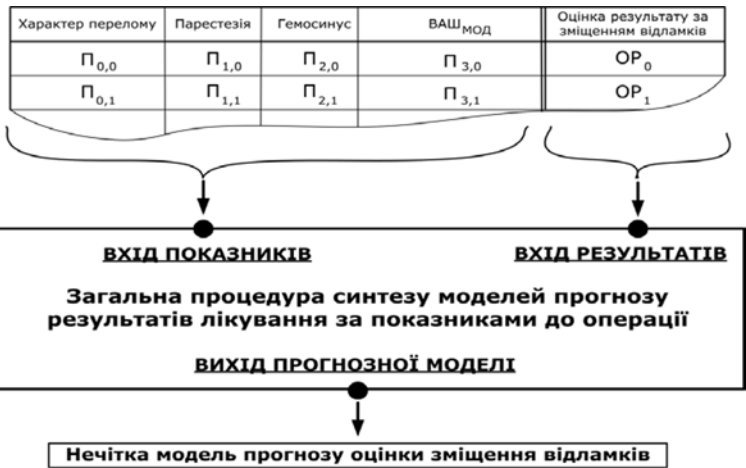 Характер перелому Парестезія Гемосинус ВАШ МОД Оцінка результату за
зміщенням відламків
П0,0 П1,0 П2,0 П3,0 ОР0
П0,1 П1,1 П2,1 П3,1 ОР1
ВХІД ПОКАЗНИКІВ ВХІД РЕЗУЛЬТАТІВ
Загальна процедура синтезу моделей прогнозу
результатів лікування за показниками до операції
ВИХІД ПРОГНОЗНОЇ МОДЕЛІ
Нечітка модель прогнозу оцінки зміщення відламків